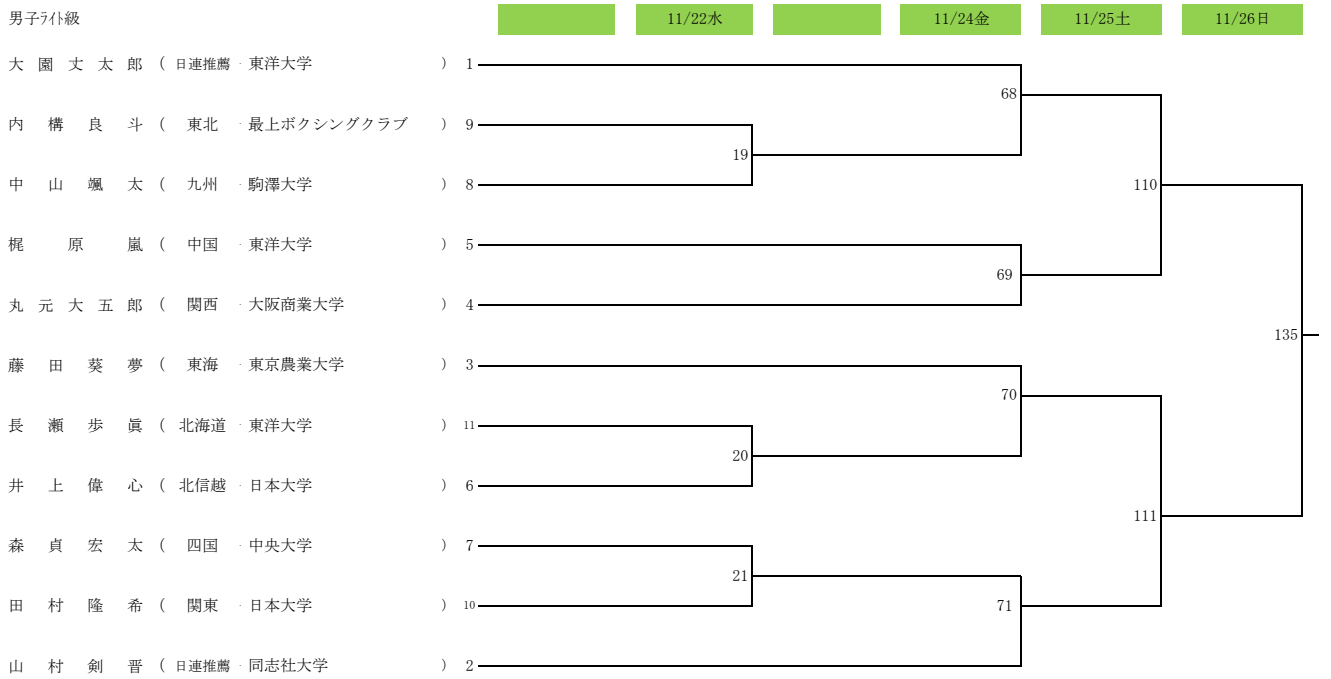 男子ライト級 11/22水 11/24金 11/25土 11/26日
大園丈太郎 ( 日連推薦 · 東洋大学 ) 1
68
内構良斗 ( 東北 · 最上ボクシングクラブ ) 9
19
中山颯太 ( 九州 · 駒澤大学 ) 8
110
梶原嵐 ( 中国 · 東洋大学 ) 5
69
丸元大五郎 ( 関西 · 大阪商業大学 ) 4
135
藤田葵夢 ( 東海 · 東京農業大学 ) 3
70
長瀬歩眞 ( 北海道 · 東洋大学 ) 11
20
井上偉心 ( 北信越 · 日本大学 ) 6
111
森貞宏太 ( 四国 · 中央大学 ) 7
21
田村隆希 ( 関東 · 日本大学 ) 10
71
山村剣晋 ( 日連推薦 · 同志社大学 ) 2